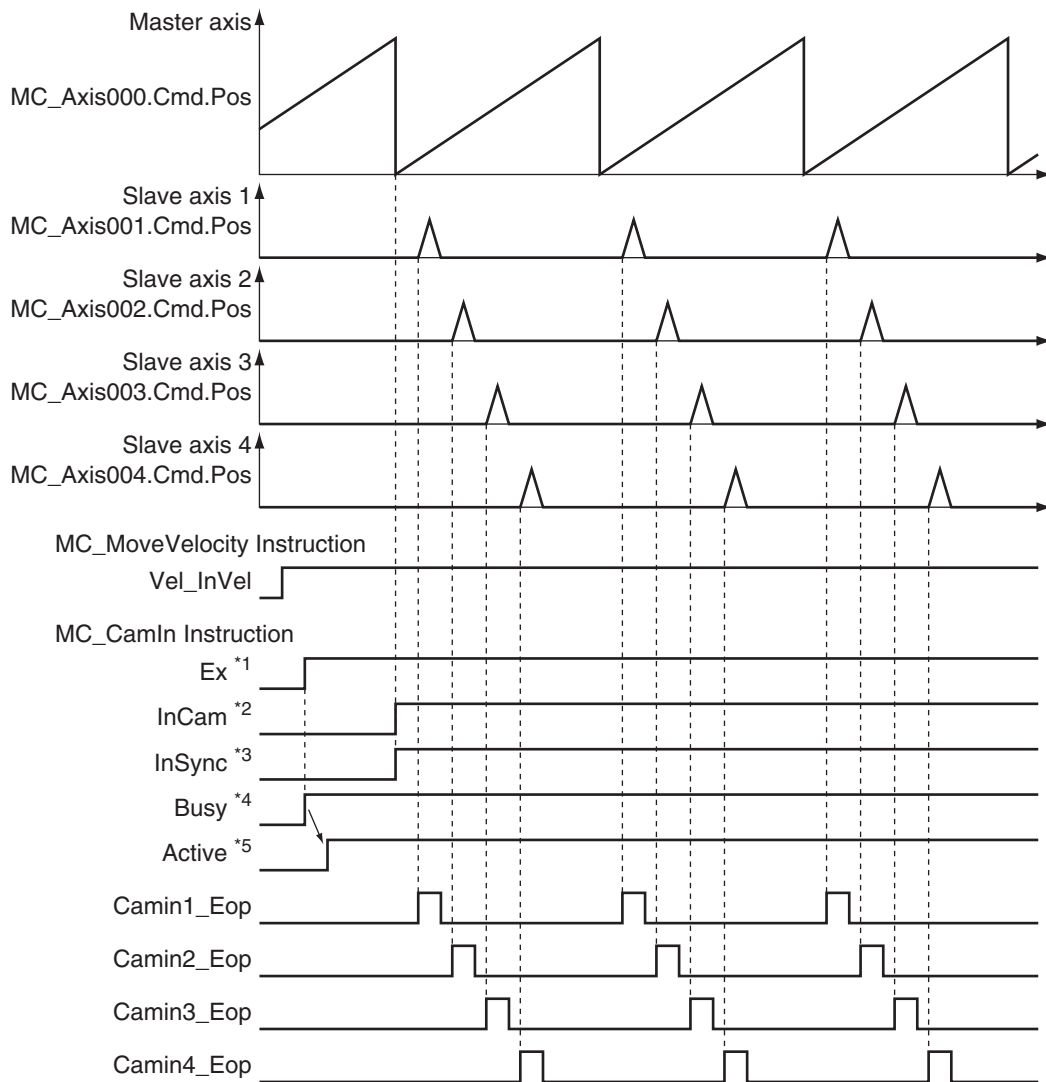 Master axis
MC_Axis000.Cmd.Pos
Slave axis 1
MC_Axis001.Cmd.Pos
Slave axis 2
MC_Axis002.Cmd.Pos
Slave axis 3
MC_Axis003.Cmd.Pos
Slave axis 4
MC_Axis004.Cmd.Pos
MC_MoveVelocity Instruction
Vel_InVel
MC_CamIn Instruction
Ex *1
InCam *2
InSync *3
Busy *4
Active *5
Camin1_Eop
Camin2_Eop
Camin3_Eop
Camin4_Eop